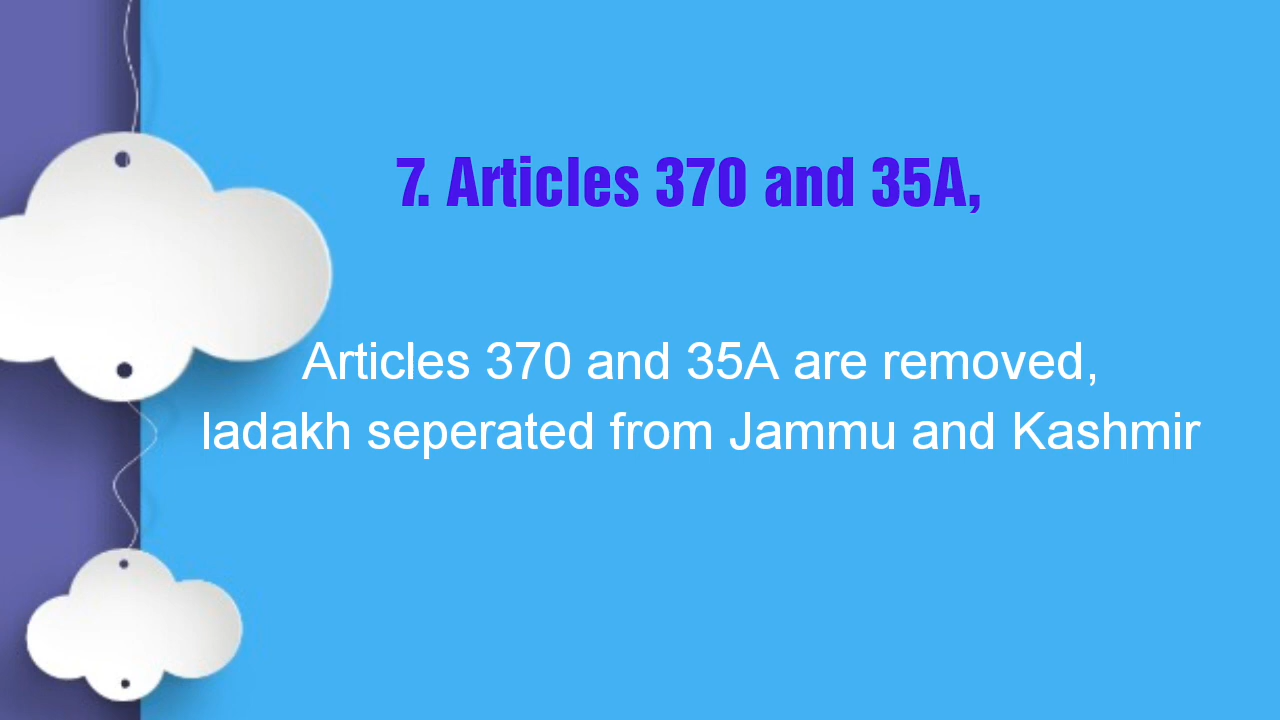 7. Articles 370 and 35A,
Articles 370 and 35A are removed,
ladakh seperated from Jammu and Kashmir